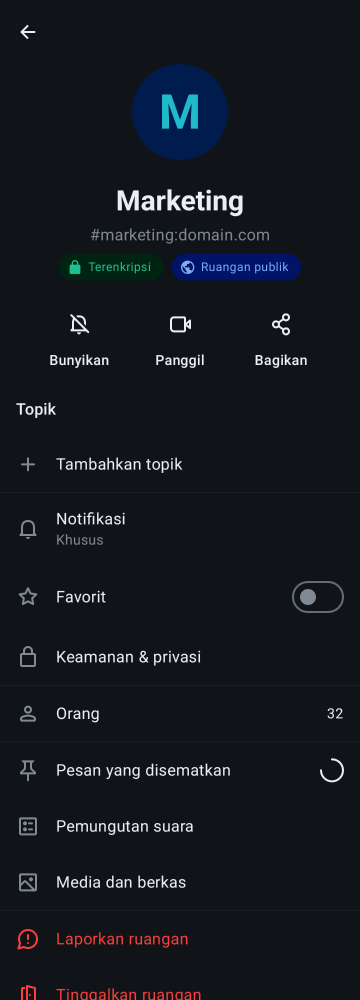 M
Marketing
#marketing:domain.com
Terenkripsi
Ruangan publik
Bunyikan
Panggil
Bagikan
Topik
Tambahkan topik
Notifikasi
Khusus
Favorit
Keamanan & privasi
Orang
32
Pesan yang disematkan
Pemungutan suara
Media dan berkas
Laporkan ruangan
Tinggalkan ruangan